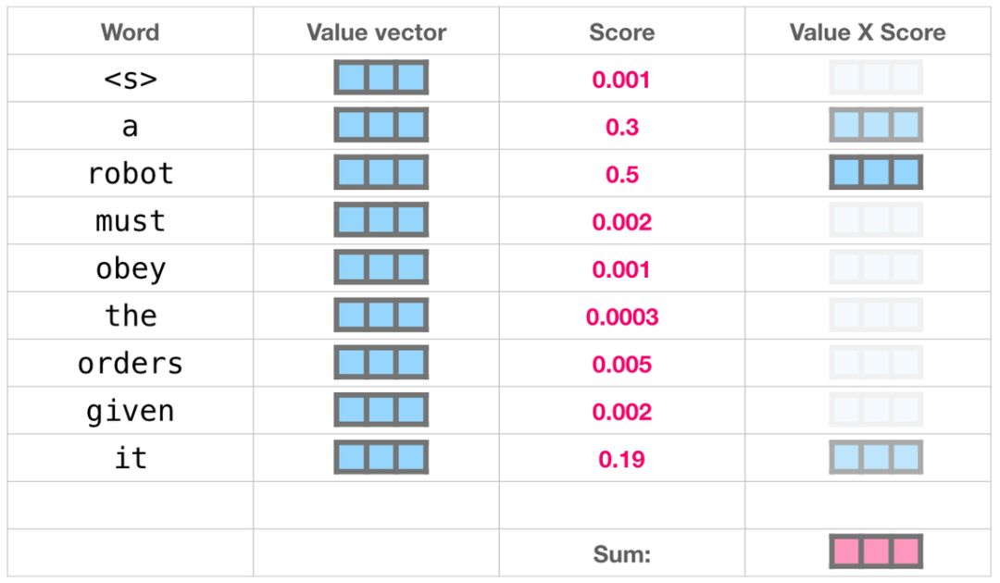 Word Value vector Score Value X Score
<s> 0.001
a 0.3
robot 0.5
must 0.002
obey 0.001
the 0.0003
orders 0.005
given 0.002
it 0.19
Sum: